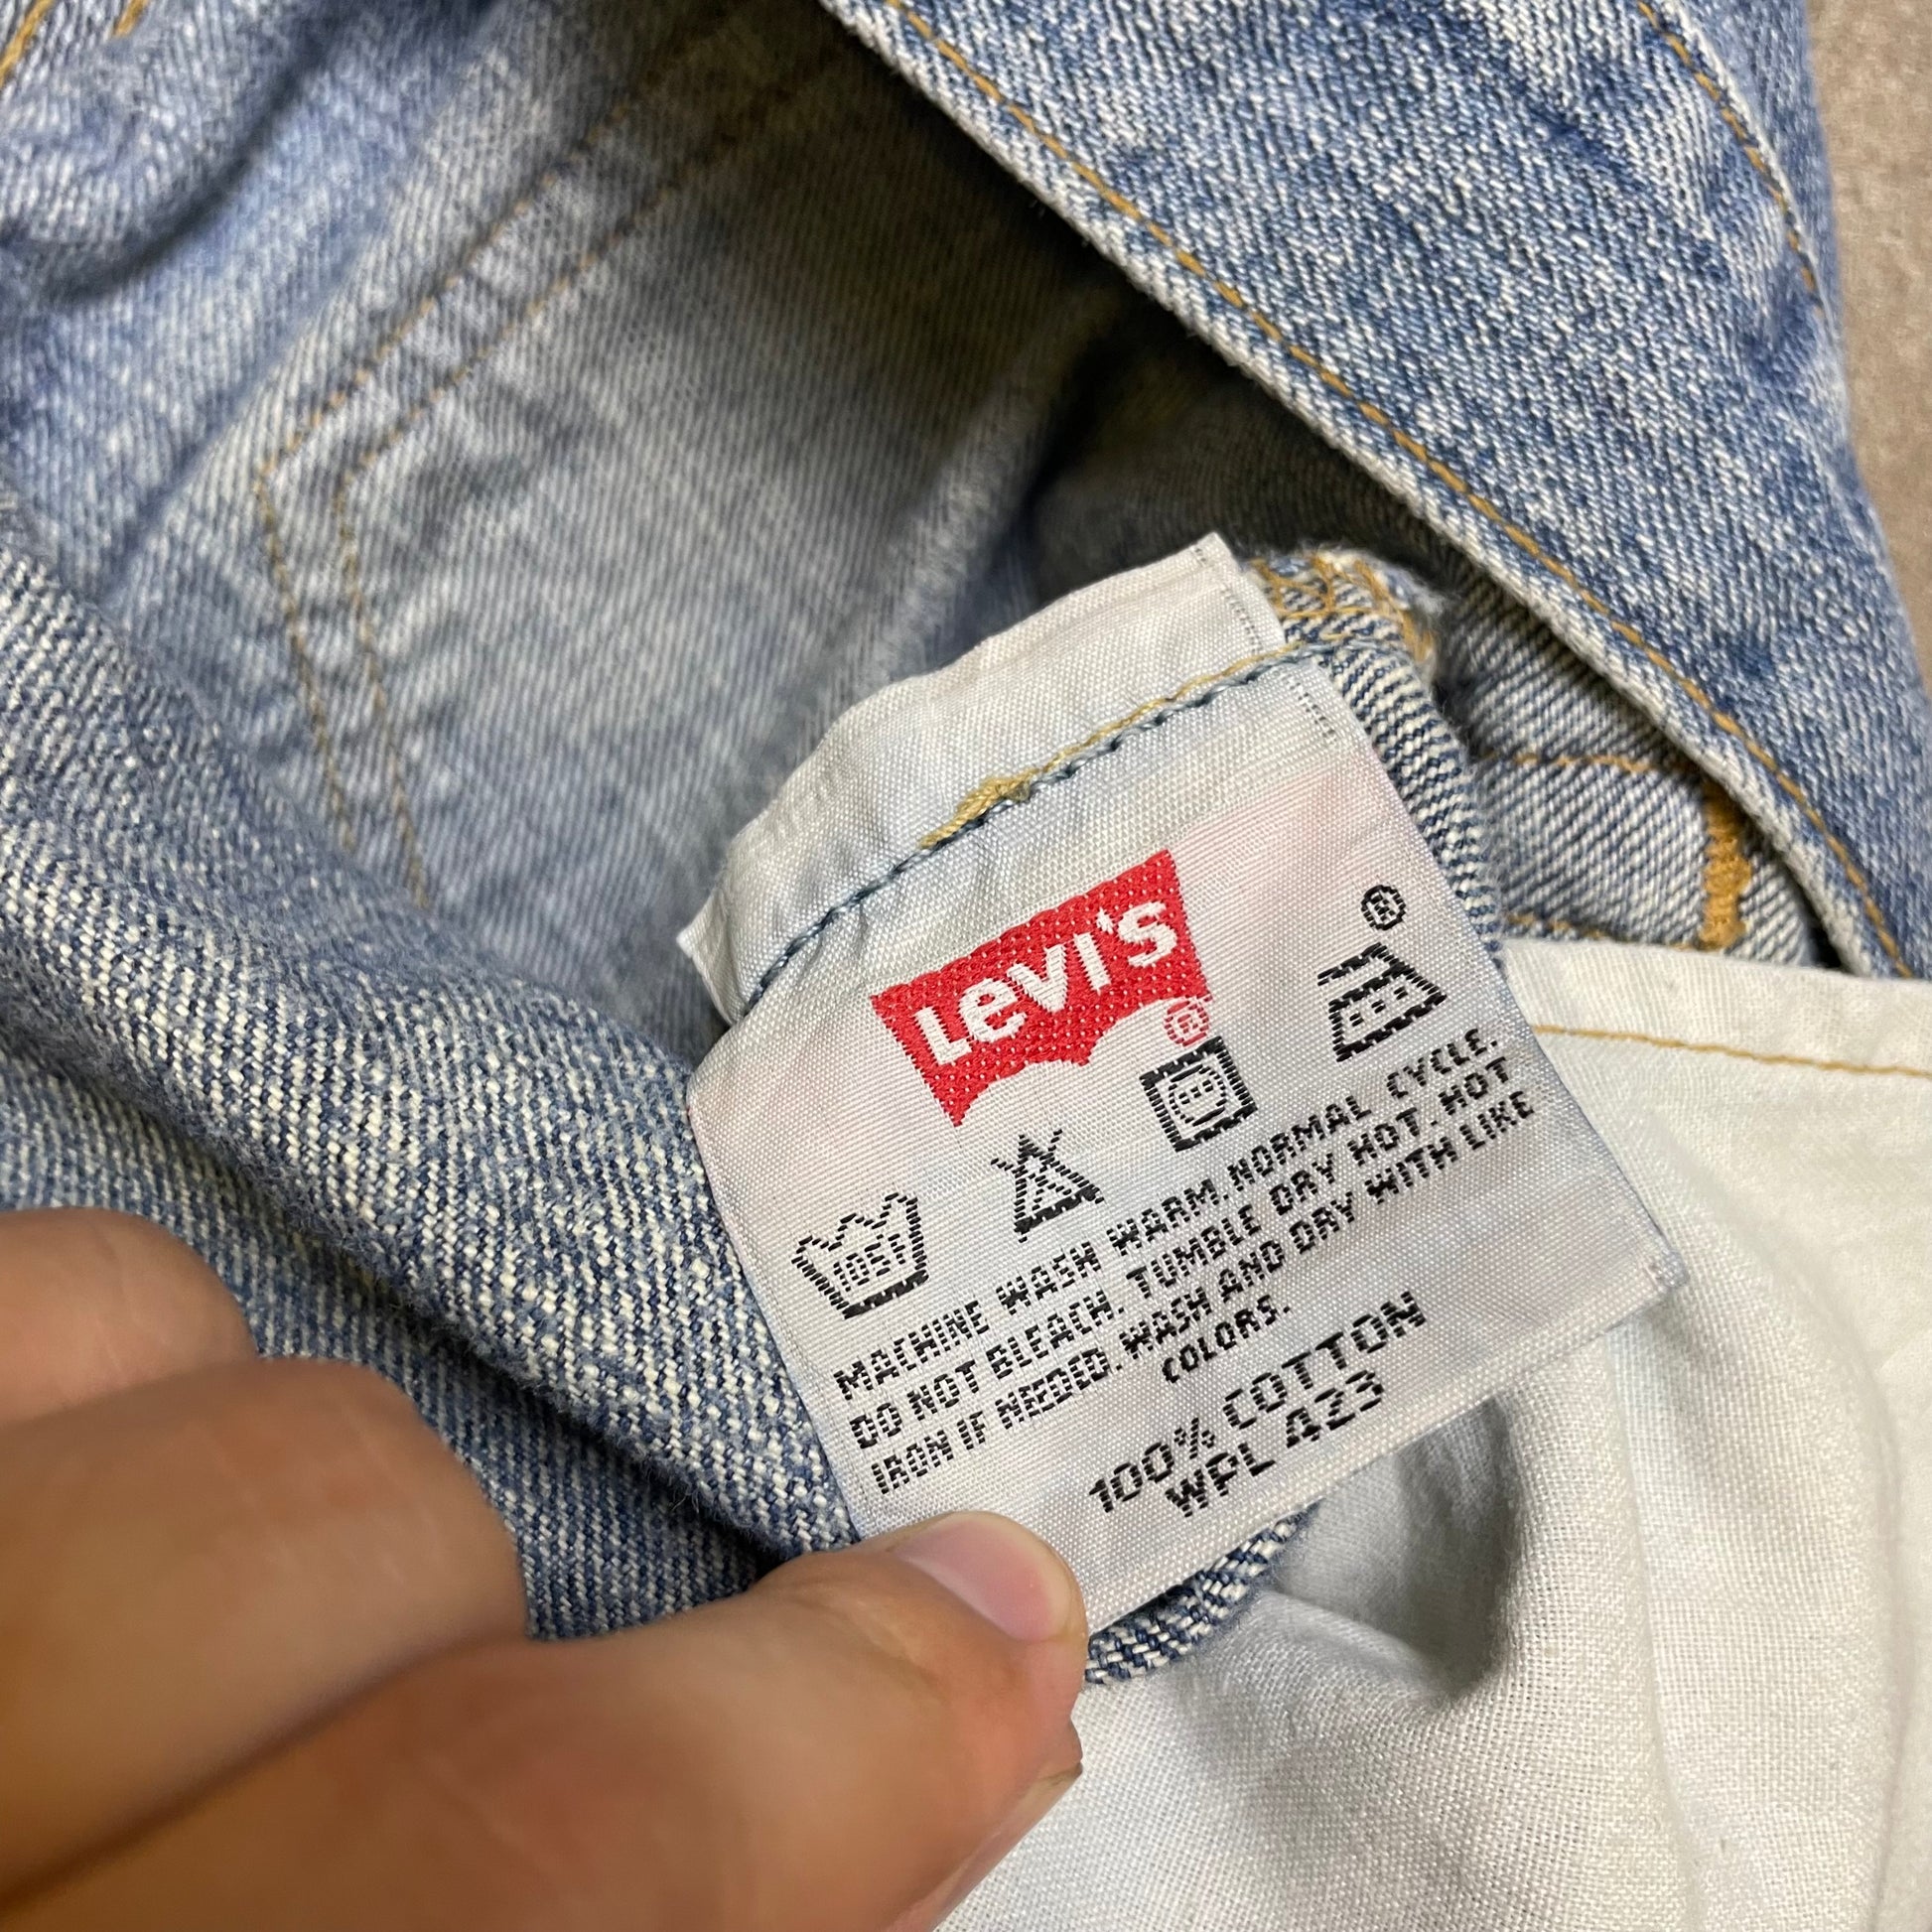 Levi's
®
®
105F
MACHINE WASH WARM. NORMAL CYCLE.
DO NOT BLEACH. TUMBLE DRY HOT. HOT
IRON IF NEEDED. WASH AND DRY WITH LIKE
COLORS.
100% COTTON
WPL 423